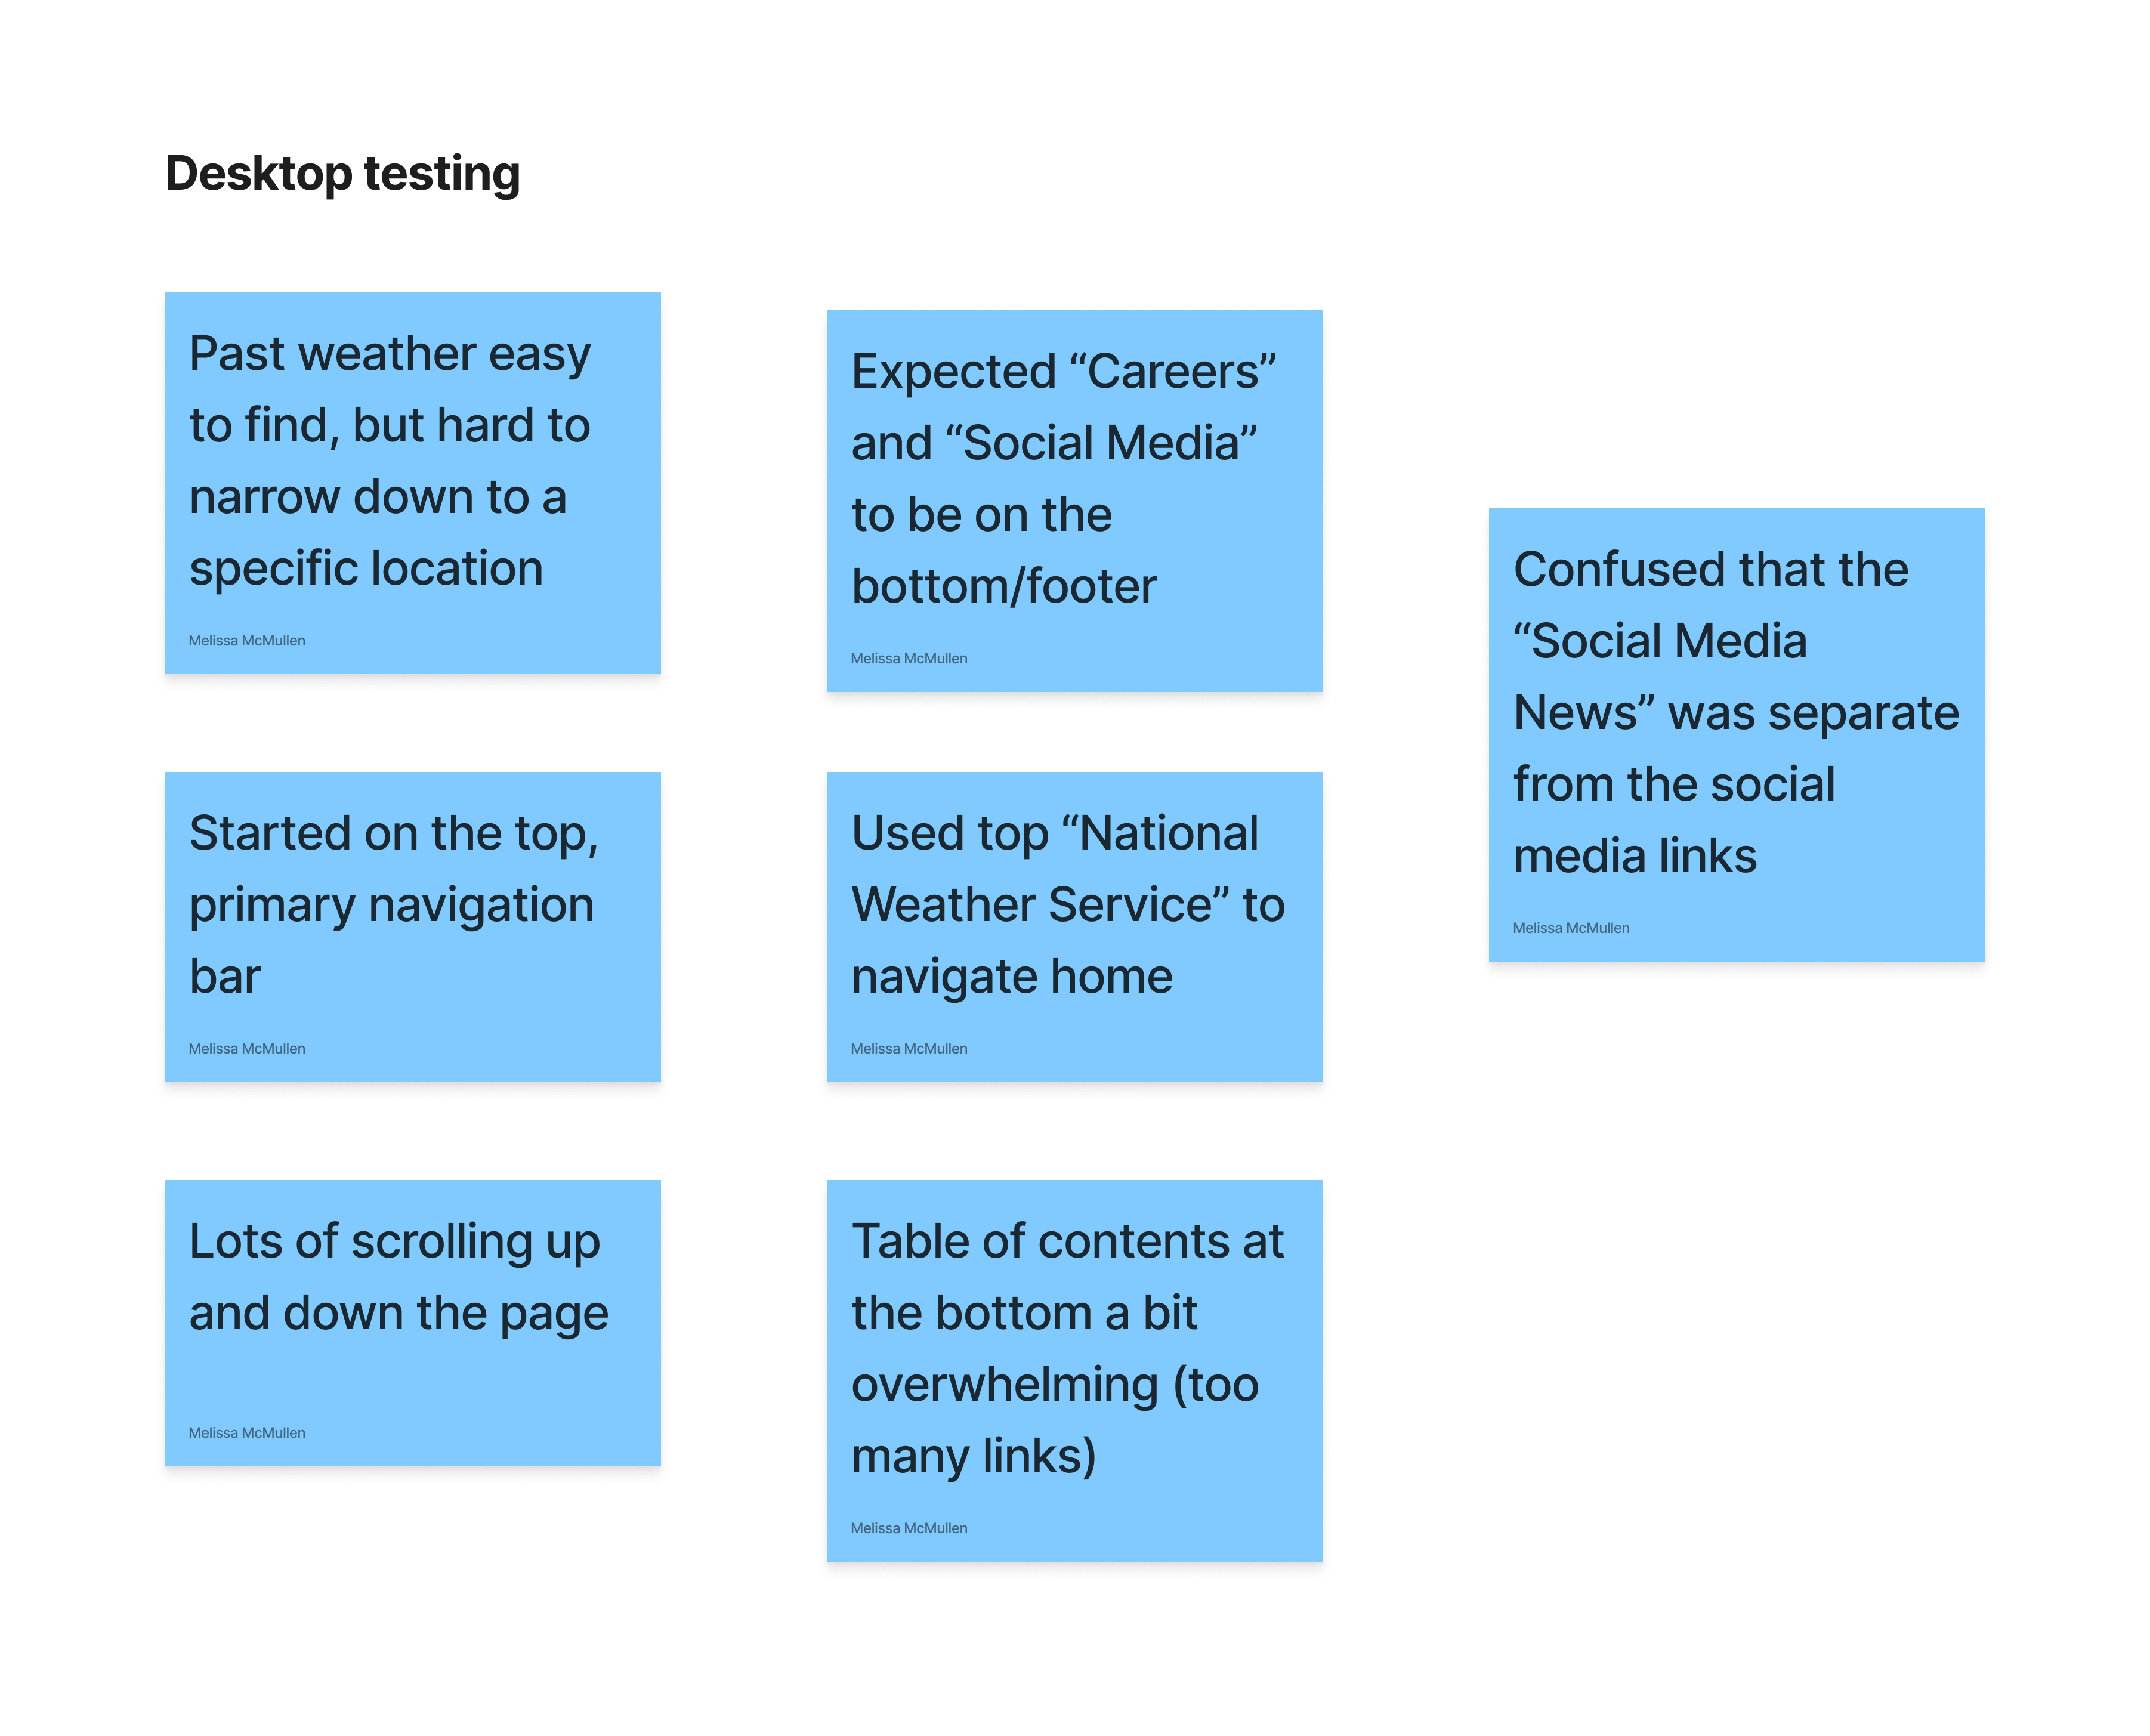 Desktop testing
Past weather easy
to find, but hard to
narrow down to a
specific location
Melissa McMullen
Expected “Careers”
and “Social Media”
to be on the
bottom/footer
Melissa McMullen
Confused that the
“Social Media
News” was separate
from the social
media links
Melissa McMullen
Started on the top,
primary navigation
bar
Melissa McMullen
Used top “National
Weather Service” to
navigate home
Melissa McMullen
Lots of scrolling up
and down the page
Melissa McMullen
Table of contents at
the bottom a bit
overwhelming (too
many links)
Melissa McMullen